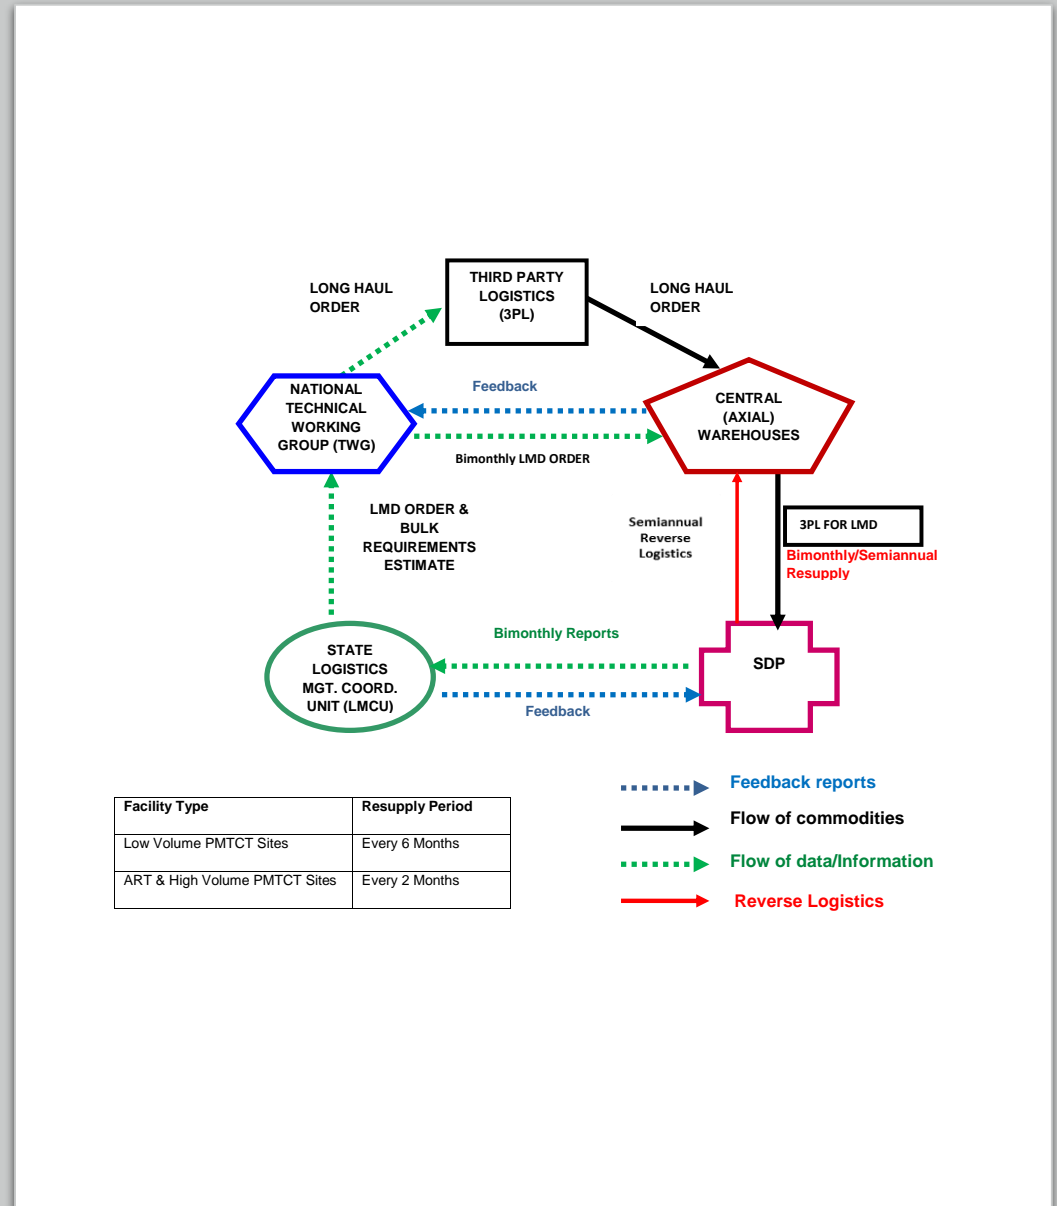 THIRD PARTY
LOGISTICS
(3PL)
LONG HAUL
ORDER
LONG HAUL
ORDER
NATIONAL
TECHNICAL
WORKING
GROUP (TWG)
Feedback
Bimonthly LMD ORDER
CENTRAL
(AXIAL)
WAREHOUSES
LMD ORDER &
BULK
REQUIREMENTS
ESTIMATE
Semiannual
Reverse
Logistics
3PL FOR LMD
Bimonthly/Semiannual
Resupply
STATE
LOGISTICS
MGT. COORD.
UNIT (LMCU)
Bimonthly Reports
Feedback
SDP
Feedback reports
Flow of commodities
Flow of data/Information
Reverse Logistics
Facility Type Resupply Period
Low Volume PMTCT Sites Every 6 Months
ART & High Volume PMTCT Sites Every 2 Months